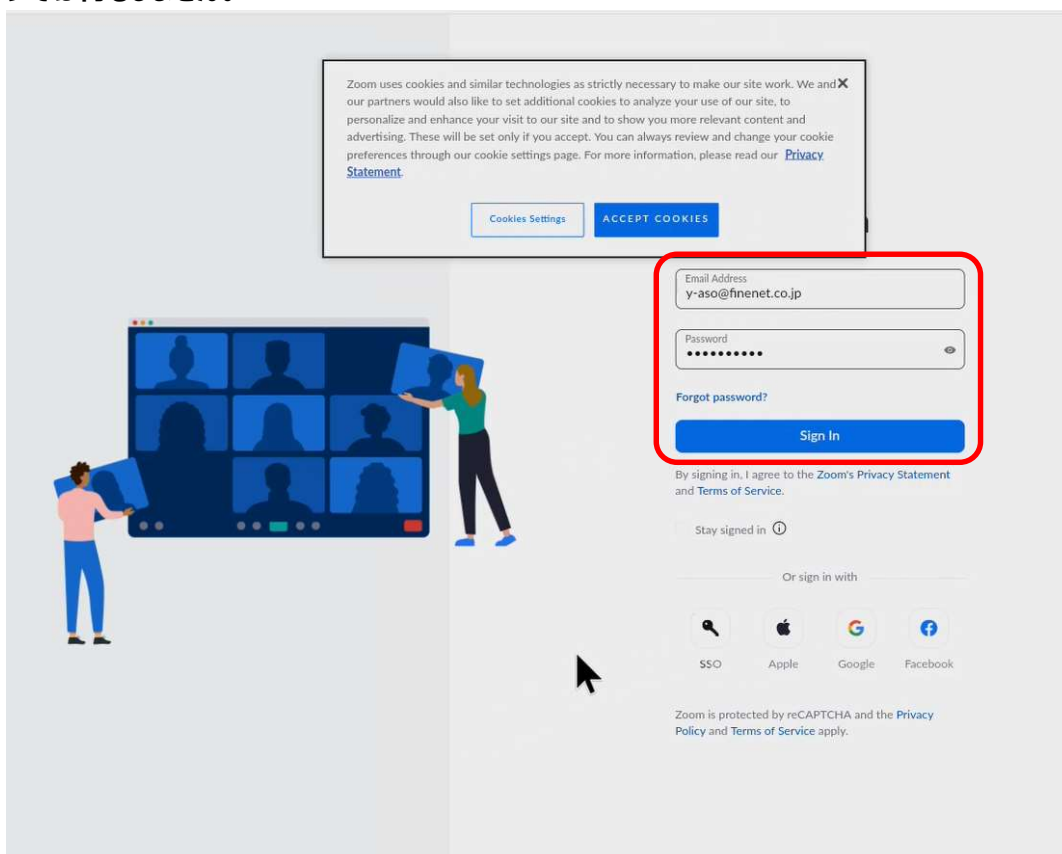 Zoom uses cookies and similar technologies as strictly necessary to make our site work. We and
our partners would also like to set additional cookies to analyze your use of our site, to
personalize and enhance your visit to our site and to show you more relevant content and
advertising. These will be set only if you accept. You can always review and change your cookie
preferences through our cookie settings page. For more information, please read our Privacy
Statement.
Cookies Settings
ACCEPT COOKIES
Email Address
y-aso@finenet.co.jp
Password
Forgot password?
Sign In
By signing in, I agree to the Zoom's Privacy Statement
and Terms of Service.
Stay signed in
Or sign in with
SSO Apple Google Facebook
Zoom is protected by reCAPTCHA and the Privacy
Policy and Terms of Service apply.